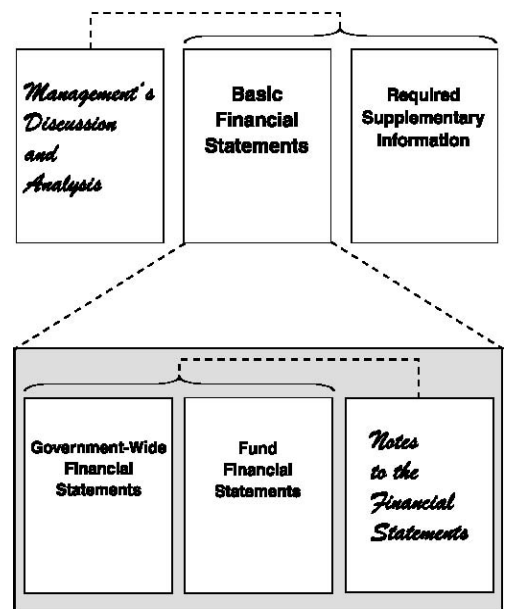 Management's
Discussion
and
Analysis
Basic
Financial
Statements
Required
Supplementary
Information
Government-Wide
Financial
Statements
Fund
Financial
Statements
Notes
to the
Financial
Statements